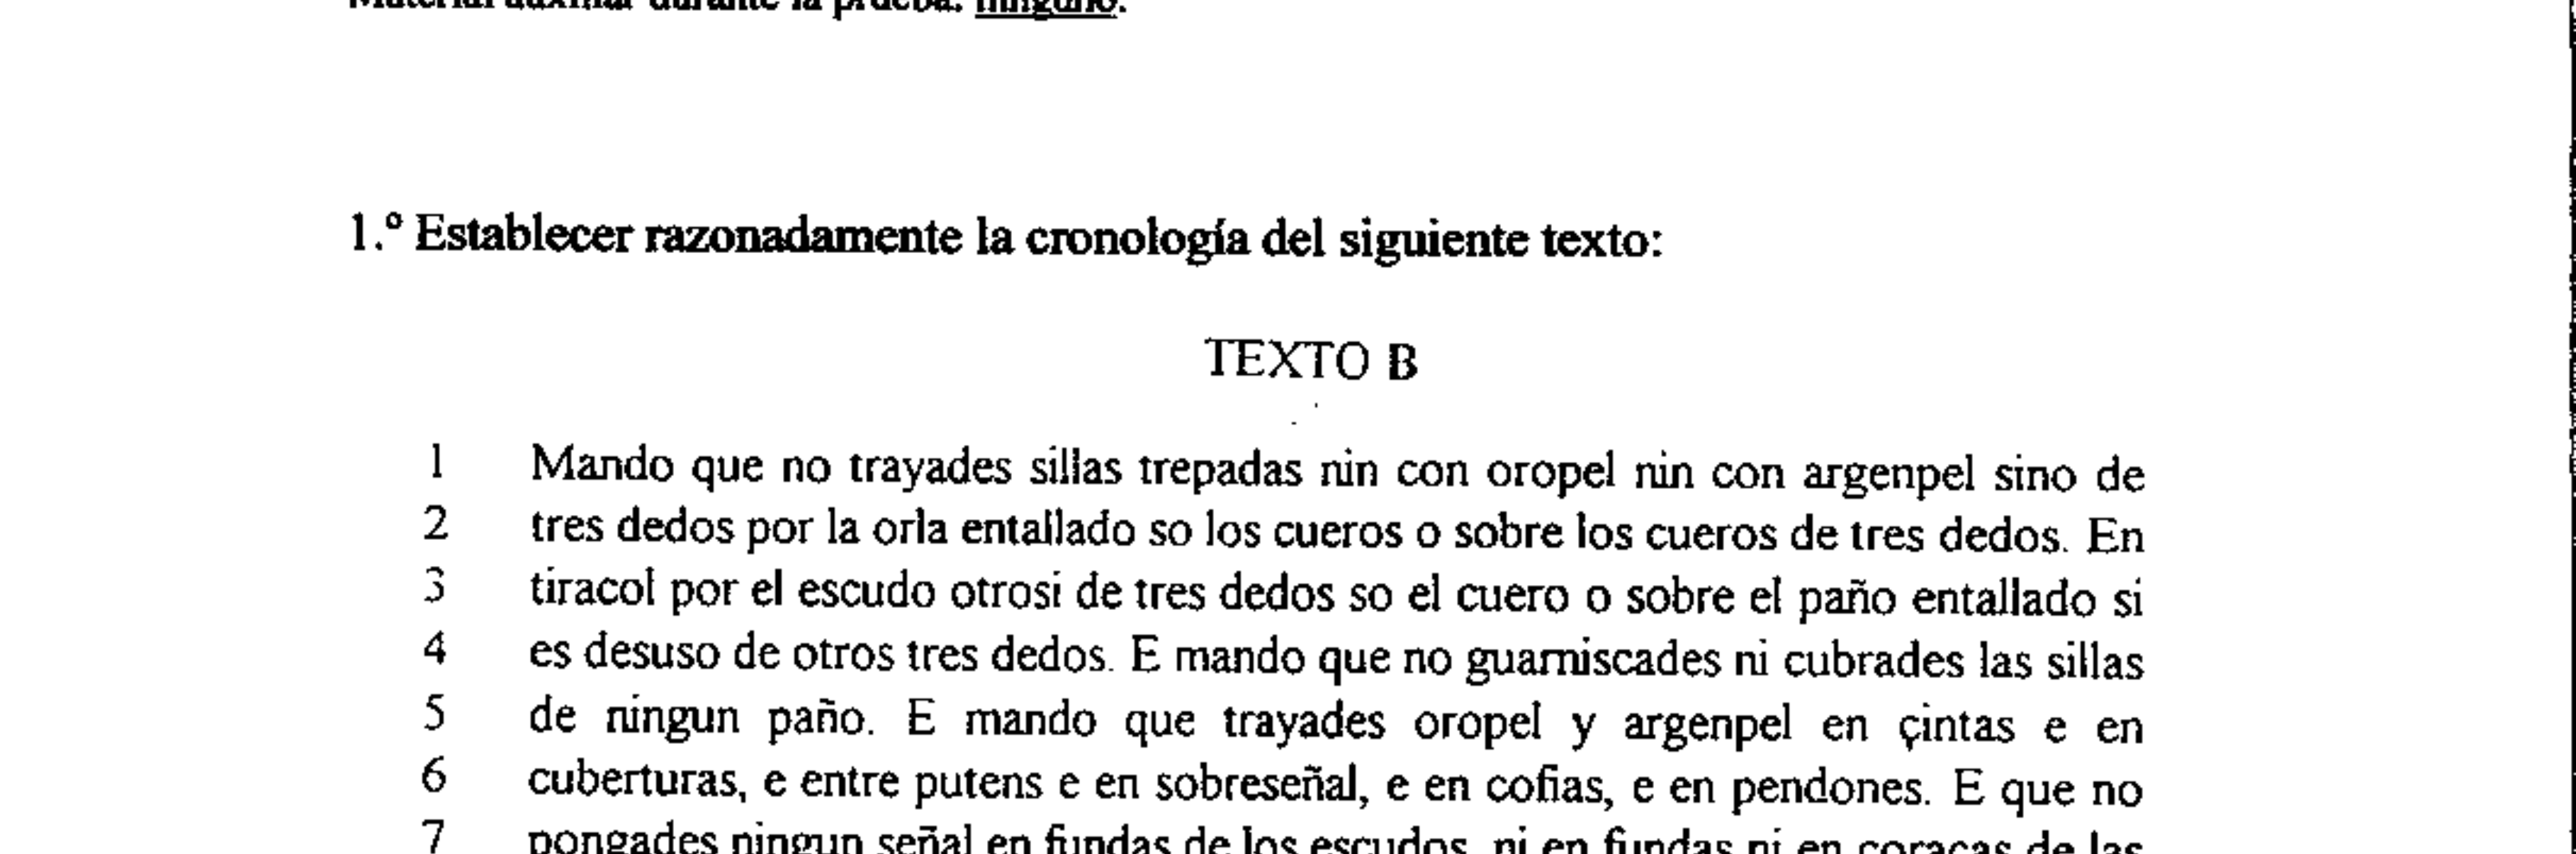 Material auxiliar durante la prueba: ninguno.
1.º Establecer razonadamente la cronología del siguiente texto:
TEXTO B
1 Mando que no trayades sillas trepadas nin con oropel nin con argenpel sino de
2 tres dedos por la orla entallado so los cueros o sobre los cueros de tres dedos. En
3 tiracol por el escudo otrosi de tres dedos so el cuero o sobre el paño entallado si
4 es desuso de otros tres dedos. E mando que no guarniscades ni cubrades las sillas
5 de ningun paño. E mando que trayades oropel y argenpel en çintas e en
6 cuberturas, e entre putens e en sobreseñal, e en cofias, e en pendones. E que no
7 pongades ningun señal en fundas de los escudos, ni en fundas ni en coraças de las